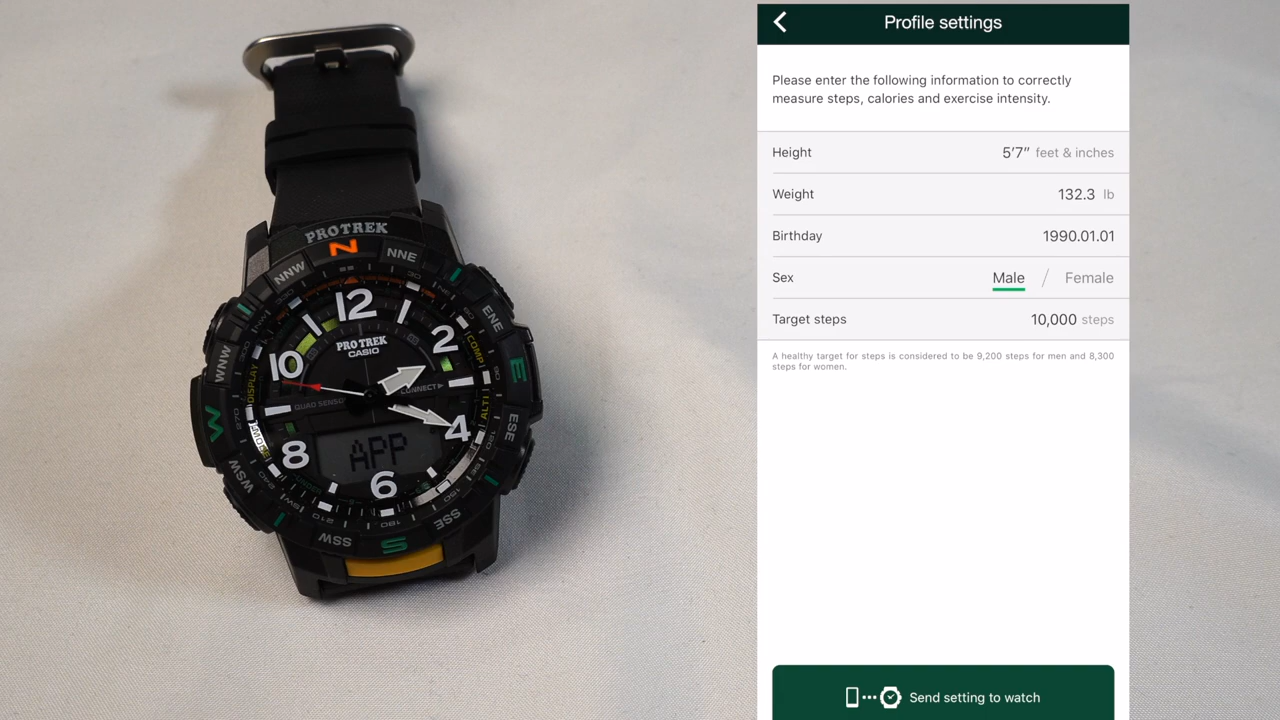 PROTREK
N
NNE
NNW
ENE
WNW
E
W
ESE
WSW
SSE
SSW
S
12
2
10
4
8
6
PRO TREK
CASIO
COMP
DISPLAY
CONNECT
QUAD SENSOR
ALTI
MODE
APP
Profile settings
Please enter the following information to correctly
measure steps, calories and exercise intensity.
Height 5'7" feet & inches
Weight 132.3 lb
Birthday 1990.01.01
Sex Male / Female
Target steps 10,000 steps
A healthy target for steps is considered to be 9,200 steps for men and 8,300
steps for women.
Send setting to watch